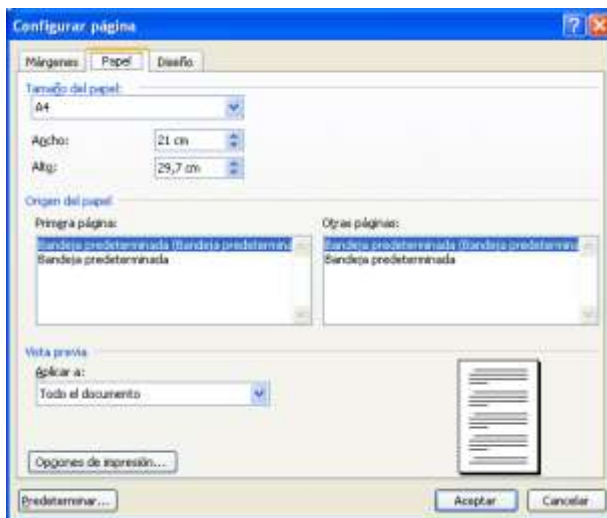 Configurar página
Márgenes Papel Diseño
Tamaño del papel:
A4
Ancho: 21 cm
Alto: 29,7 cm
Origen del papel
Primera página: Otras páginas:
Bandeja predeterminada (Bandeja predetermina Bandeja predeterminada (Bandeja predetermina
Bandeja predeterminada Bandeja predeterminada
Vista previa
Aplicar a:
Todo el documento
Opciones de impresión...
Predeterminar... Aceptar Cancelar